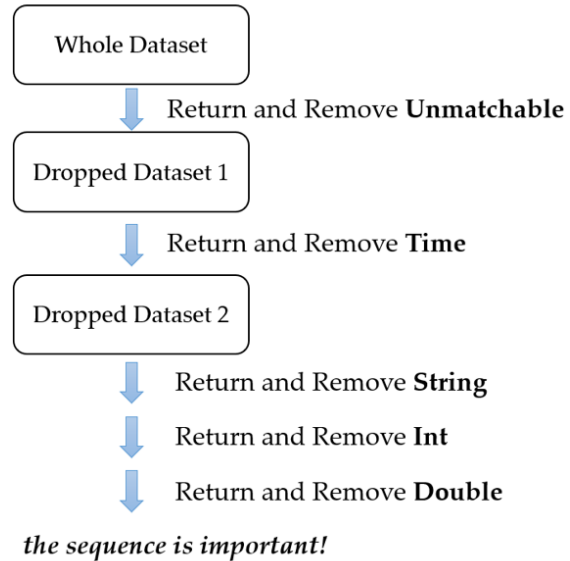 Whole Dataset
Return and Remove Unmatchable
Dropped Dataset 1
Return and Remove Time
Dropped Dataset 2
Return and Remove String
Return and Remove Int
Return and Remove Double
the sequence is important!